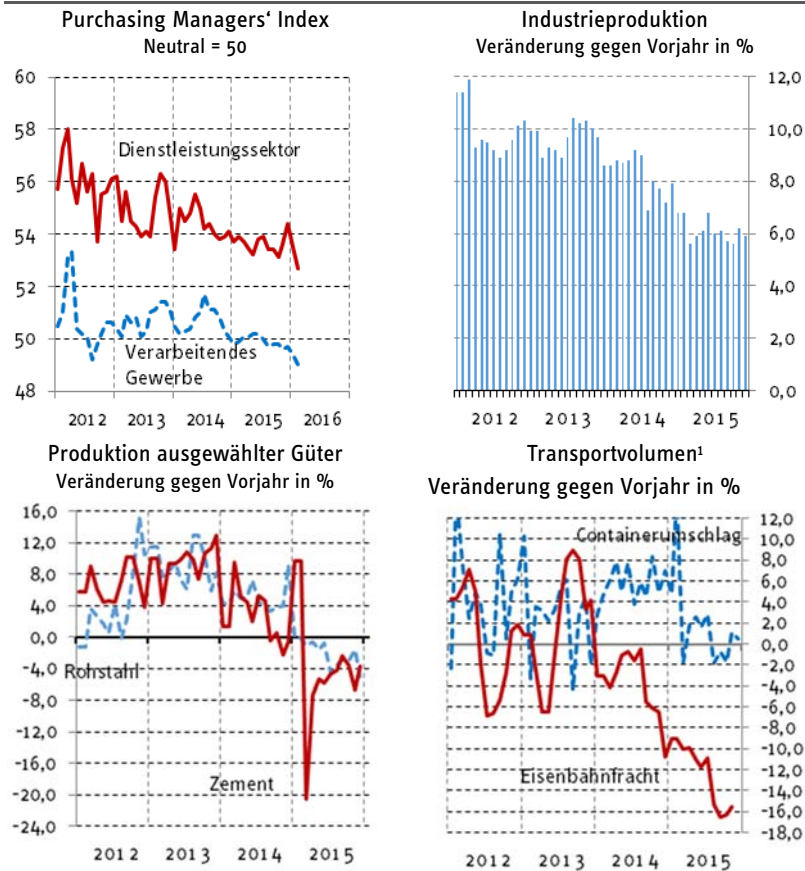 Purchasing Managers‘ Index
Neutral = 50
60
58
56
54
52
50
48
Dienstleistungssektor
Verarbeitendes
Gewerbe
2012 2013 2014 2015 2016
Industrieproduktion
Veränderung gegen Vorjahr in %
12,0
10,0
8,0
6,0
4,0
2,0
0,0
2012 2013 2014 2015
Produktion ausgewählter Güter
Veränderung gegen Vorjahr in %
16,0
12,0
8,0
4,0
0,0
-4,0
-8,0
-12,0
-16,0
-20,0
-24,0
Rohstahl
Zement
2012 2013 2014 2015
Transportvolumen¹
Veränderung gegen Vorjahr in %
Containerumschlag
12,0
10,0
8,0
6,0
4,0
2,0
0,0
-2,0
-4,0
-6,0
-8,0
-10,0
-12,0
-14,0
-16,0
-18,0
Eisenbahnfracht
2012 2013 2014 2015